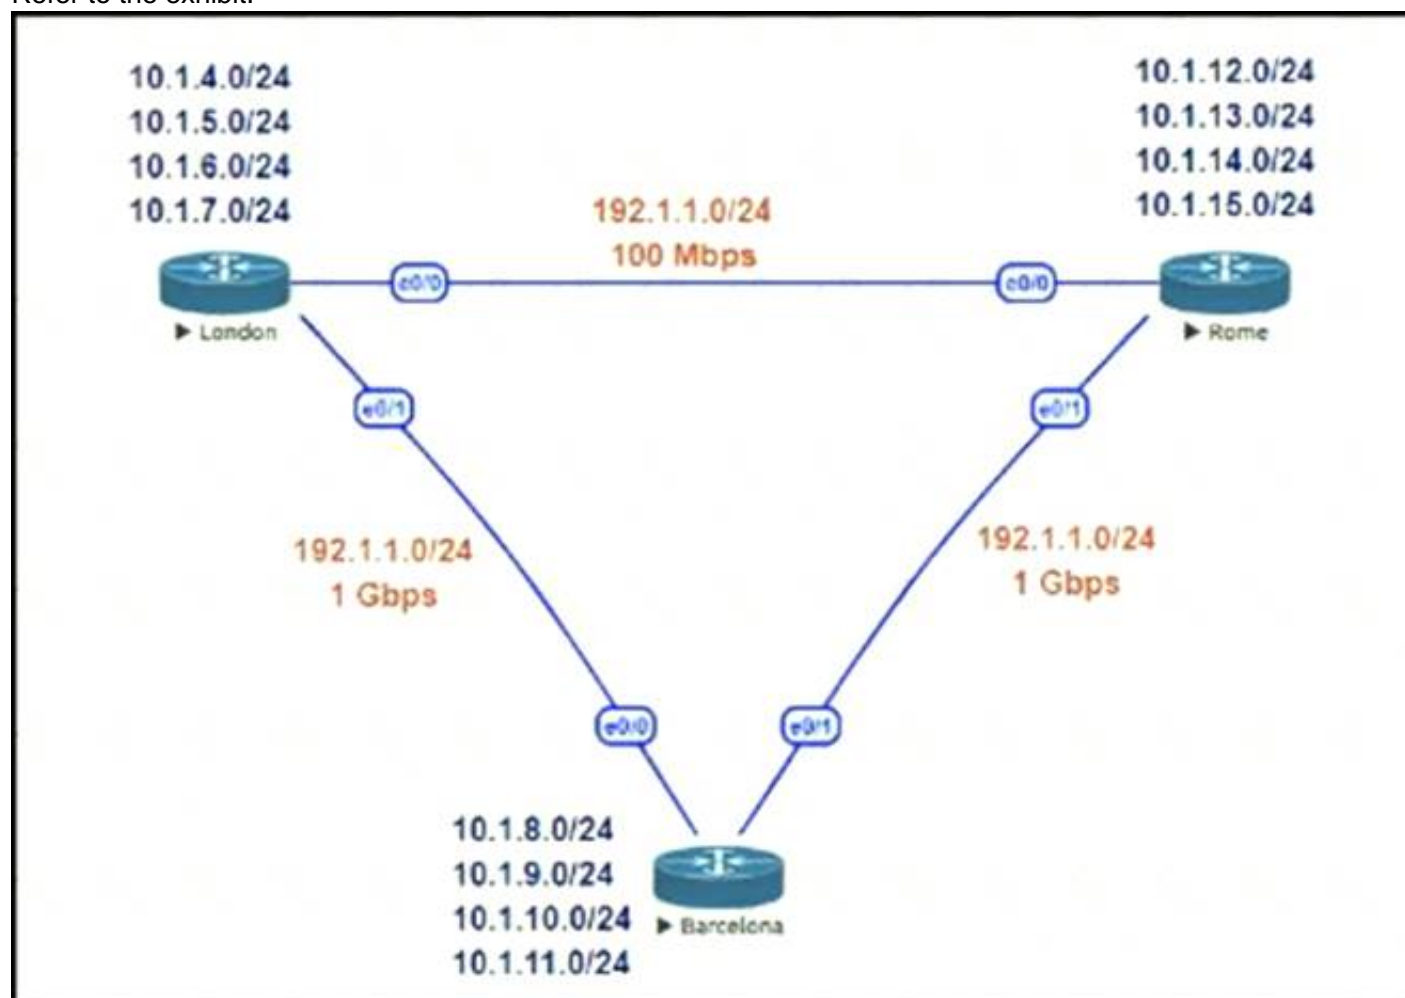 Refer to the exhibit.
10.1.4.0/24
10.1.5.0/24
10.1.6.0/24
10.1.7.0/24
10.1.12.0/24
10.1.13.0/24
10.1.14.0/24
10.1.15.0/24
192.1.1.0/24
100 Mbps
e0/0
e0/0
London
Rome
e0/1
e0/1
192.1.1.0/24
1 Gbps
192.1.1.0/24
1 Gbps
e0/0
e0/1
10.1.8.0/24
10.1.9.0/24
10.1.10.0/24
10.1.11.0/24
Barcelona